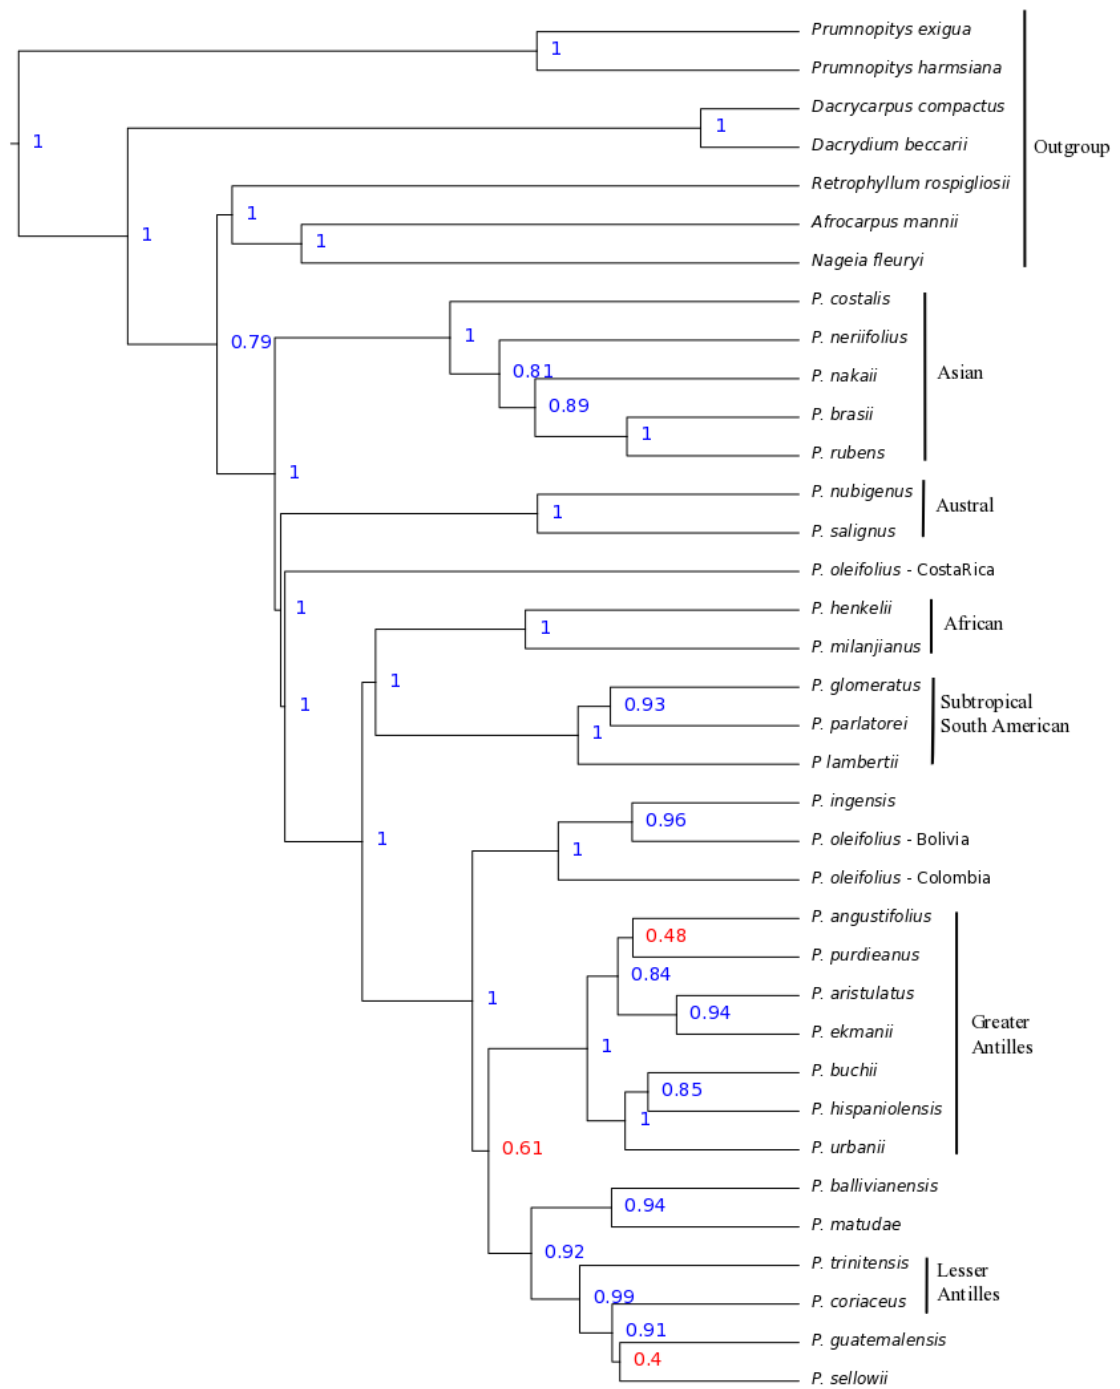 Prumnopitys exigua
1
Prumnopitys harmsiana
Dacrycarpus compactus
1
Dacrydium beccarii
1
Outgroup
Retrophyllum rospigliosii
1
Afrocarpus mannii
1
1
Nageia fleuryi
P. costalis
1
P. neriifolius
0.79
0.81
P. nakaii
Asian
0.89
P. brasii
1
P. rubens
1
P. nubigenus
1
Austral
P. salignus
P. oleifolius - CostaRica
1
P. henkelii
1
African
P. milanjianus
1
P. glomeratus
0.93
1
Subtropical
South American
P. parlatorei
1
P lambertii
P. ingensis
0.96
1
P. oleifolius - Bolivia
1
P. oleifolius - Colombia
P. angustifolius
0.48
P. purdieanus
0.84
1
P. aristulatus
0.94
P. ekmanii
Greater
Antilles
1
P. buchii
0.85
P. hispaniolensis
1
P. urbanii
0.61
P. ballivianensis
0.94
P. matudae
0.92
P. trinitensis
Lesser
Antilles
0.99
P. coriaceus
0.91
P. guatemalensis
0.4
P. sellowii